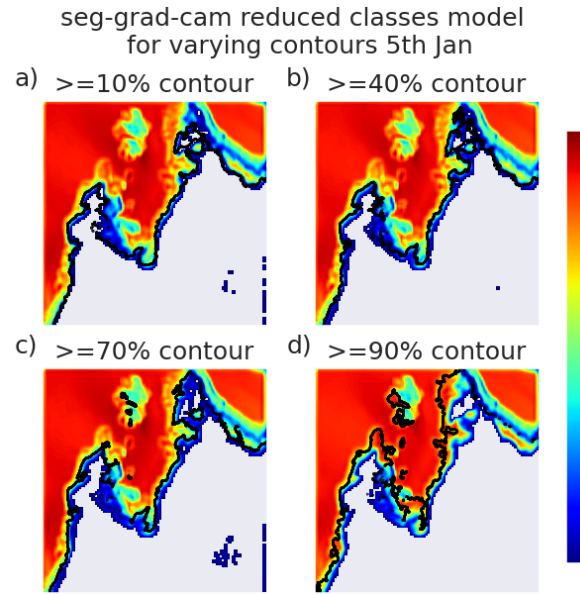 seg-grad-cam reduced classes model
for varying contours 5th Jan
a) >=10% contour
b) >=40% contour
c) >=70% contour
d) >=90% contour